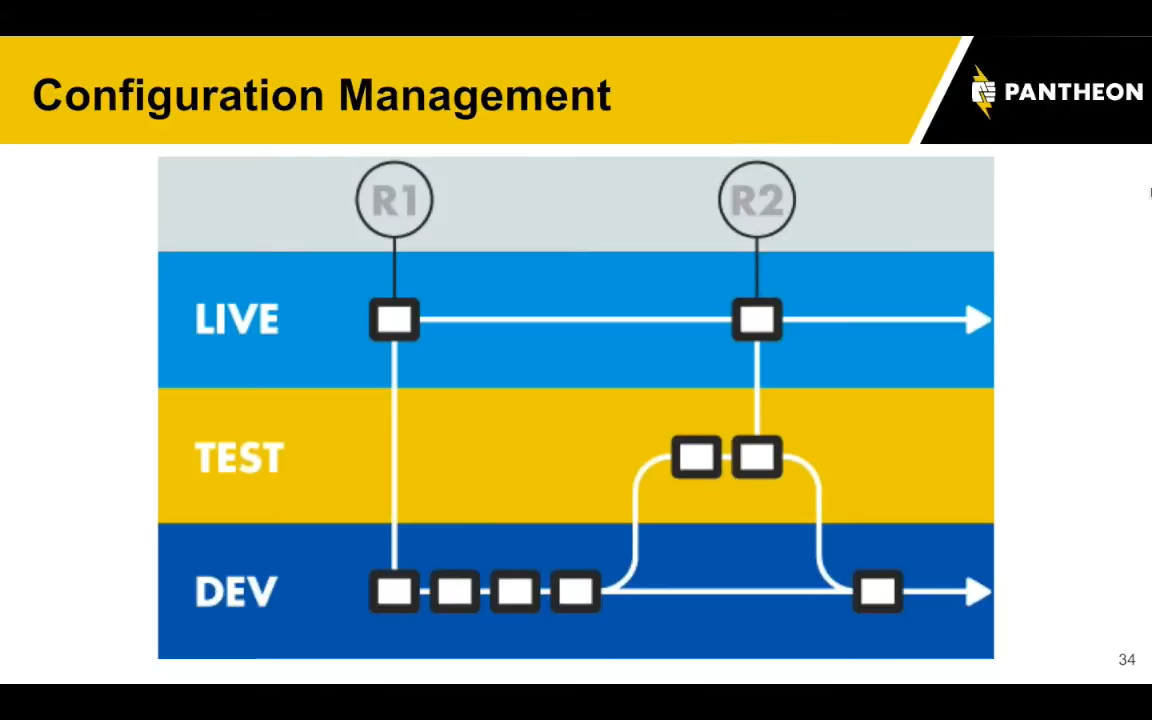 Configuration Management
PANTHEON
R1
R2
LIVE
TEST
DEV
34